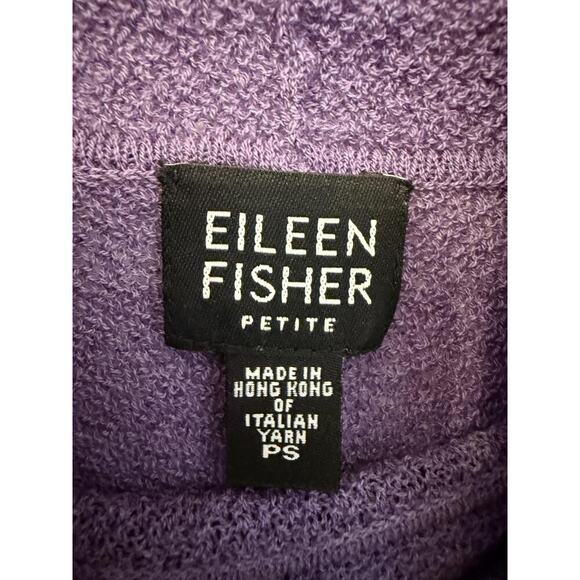 EILEEN
FISHER
PETITE
MADE IN
HONG KONG
OF
ITALIAN
YARN
PS